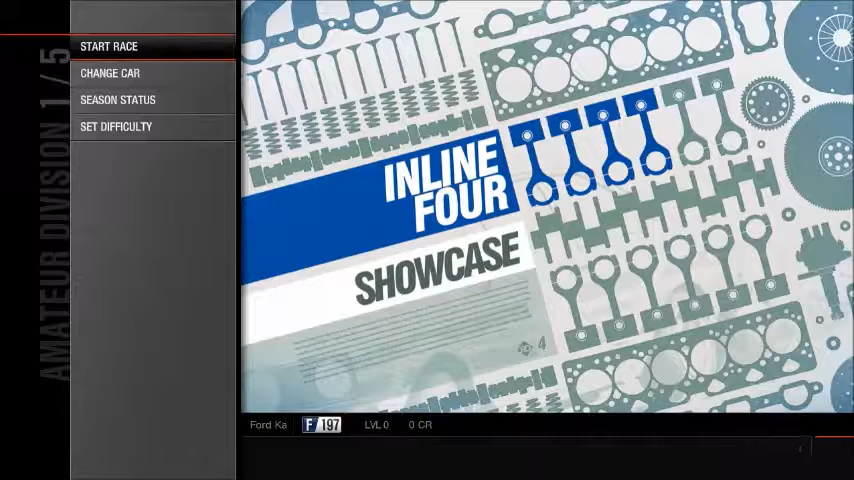 AMATEUR DIVISION 1 / 5
START RACE
CHANGE CAR
SEASON STATUS
SET DIFFICULTY
INLINE
FOUR
SHOWCASE
4
Ford Ka F 197 LVL 0 0 CR